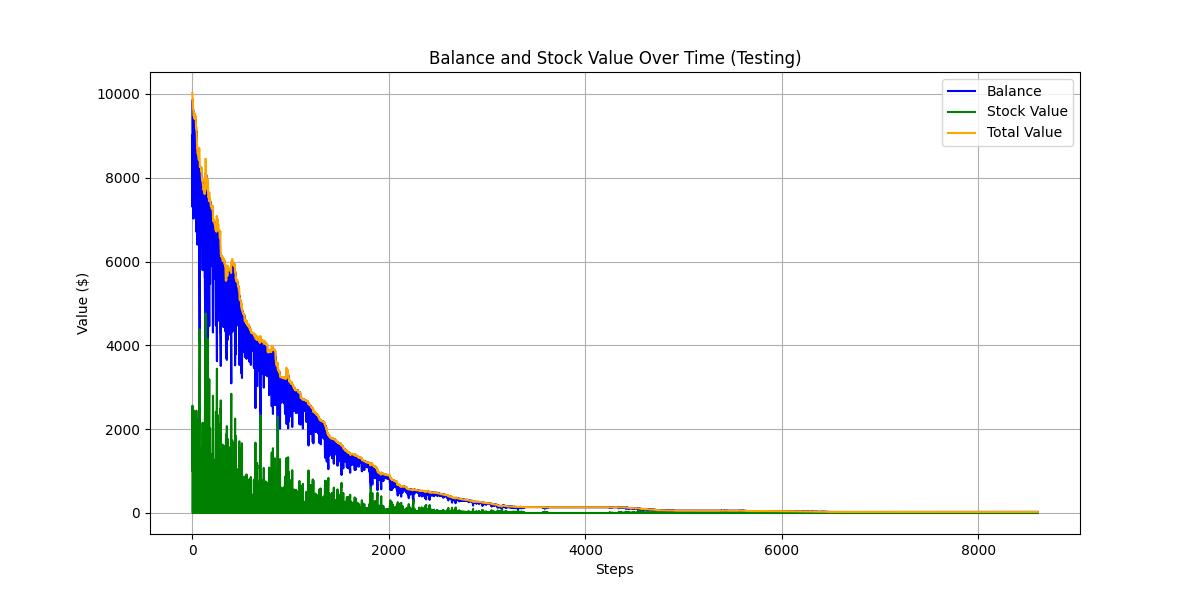 Balance and Stock Value Over Time (Testing)
Balance
Stock Value
Total Value
Value ($)
10000
8000
6000
4000
2000
0
0 2000 4000 6000 8000
Steps